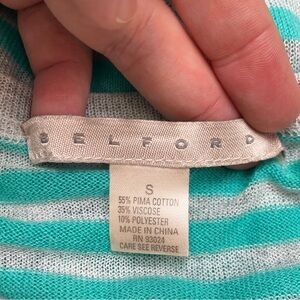 BELFORD
S
55% PIMA COTTON
35% VISCOSE
10% POLYESTER
MADE IN CHINA
RN 93024
CARE SEE REVERSE